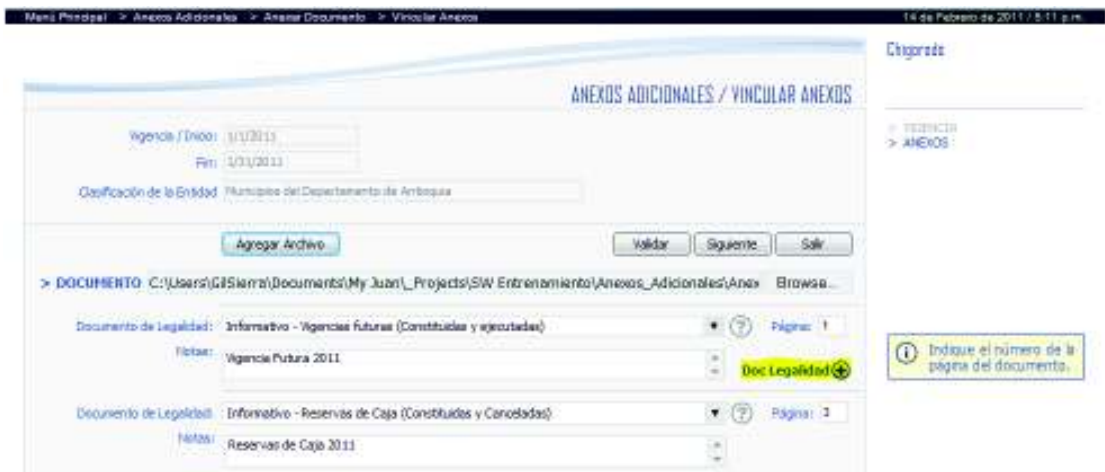 Menú Principal > Anexos Adicionales > Anexar Documento > Vincular Anexos
14 de Febrero de 2011 / 5:11 p.m.
Chigorodo
ANEXOS ADICIONALES / VINCULAR ANEXOS
> VIGENCIA
> ANEXOS
Vigencia / Inicio: 1/1/2011
Fin: 1/31/2011
Clasificación de la Entidad Municipios del Departamento de Antioquia
Agregar Archivo Validar Siguiente Salir
> DOCUMENTO C:\Users\GilSierra\Documents\My Juan\_Projects\SW Entrenamiento\Anexos_Adicionales\Anex Browse...
Documento de Legalidad: Informativo - Vigencias futuras (Constituidas y ejecutadas) ? Página: 1
Notas: Vigencia Futura 2011
Doc Legalidad
Indique el número de la
página del documento.
Documento de Legalidad: Informativo - Reservas de Caja (Constituidas y Canceladas) ? Página: 3
Notas: Reservas de Caja 2011